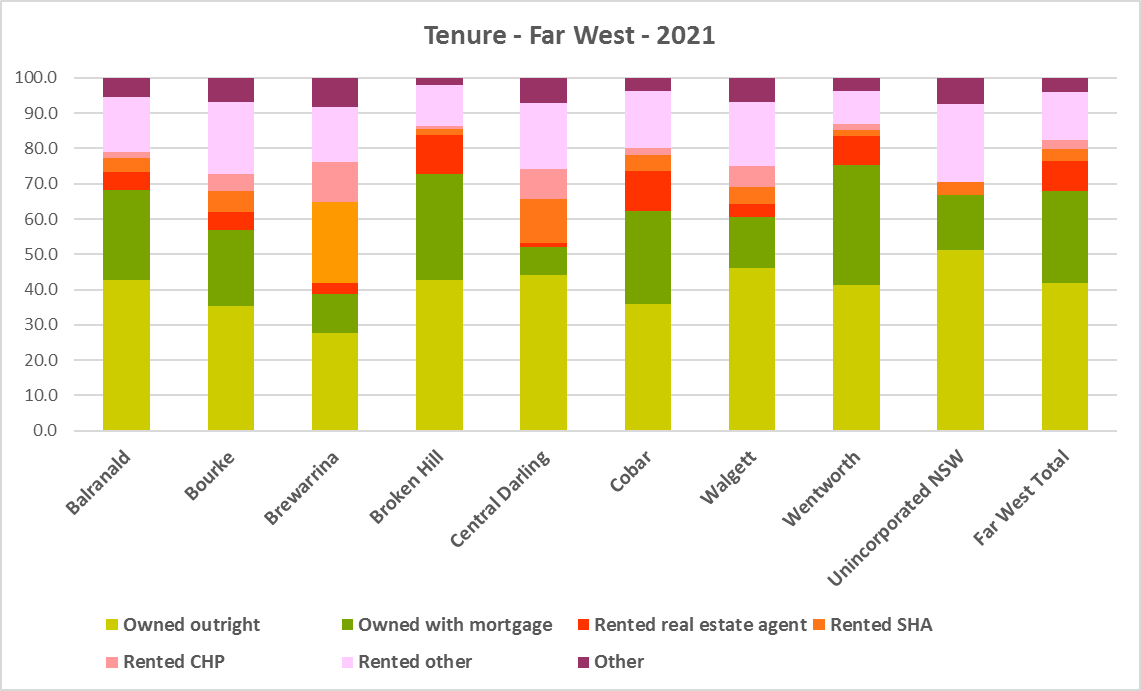 Tenure - Far West - 2021
100.0
90.0
80.0
70.0
60.0
50.0
40.0
30.0
20.0
10.0
0.0
Balranald
Bourke
Brewarrina
Broken Hill
Central Darling
Cobar
Walgett
Wentworth
Unincorporated NSW
Far West Total
Owned outright
Owned with mortgage
Rented real estate agent
Rented SHA
Rented CHP
Rented other
Other